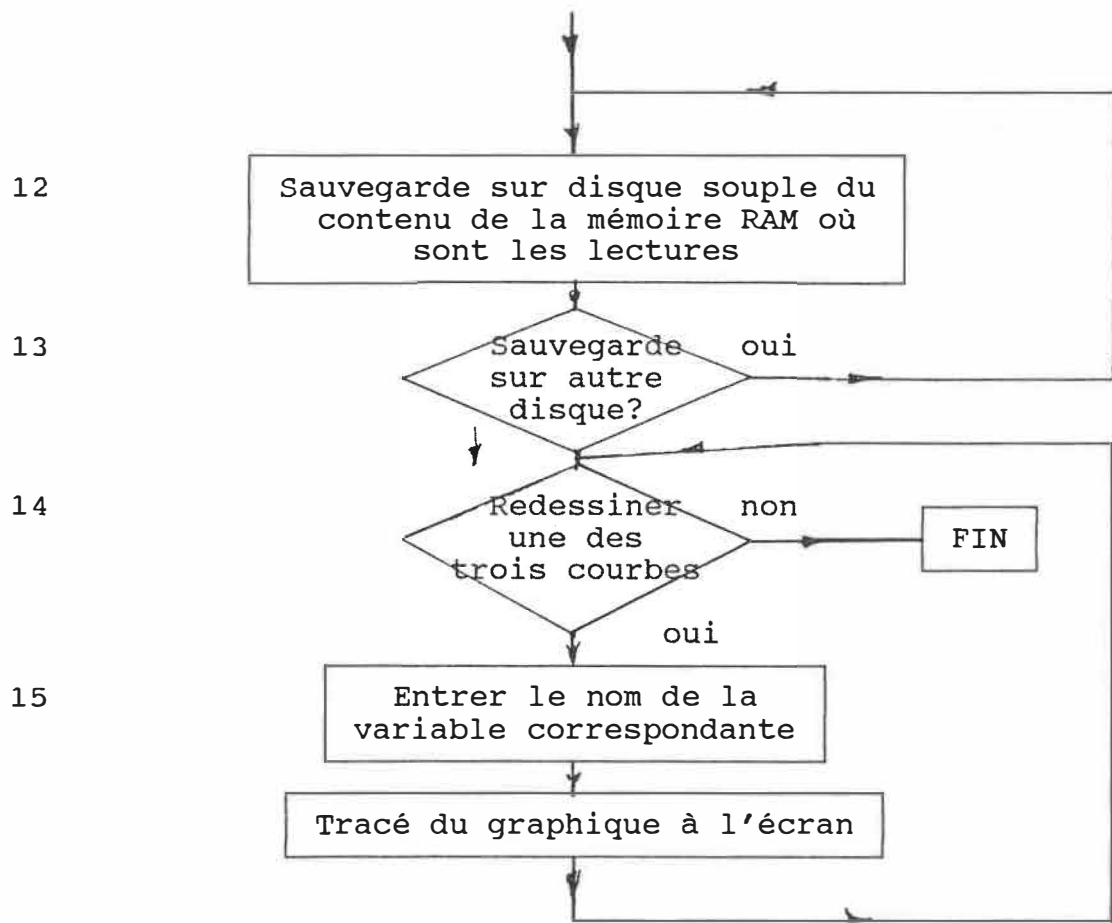 12
Sauvegarde sur disque souple du
contenu de la mémoire RAM où
sont les lectures
13
Sauvegarde oui
sur autre
disque?
14
Redessiner non
une des
trois courbes
FIN
oui
15
Entrer le nom de la
variable correspondante
Tracé du graphique à l'écran